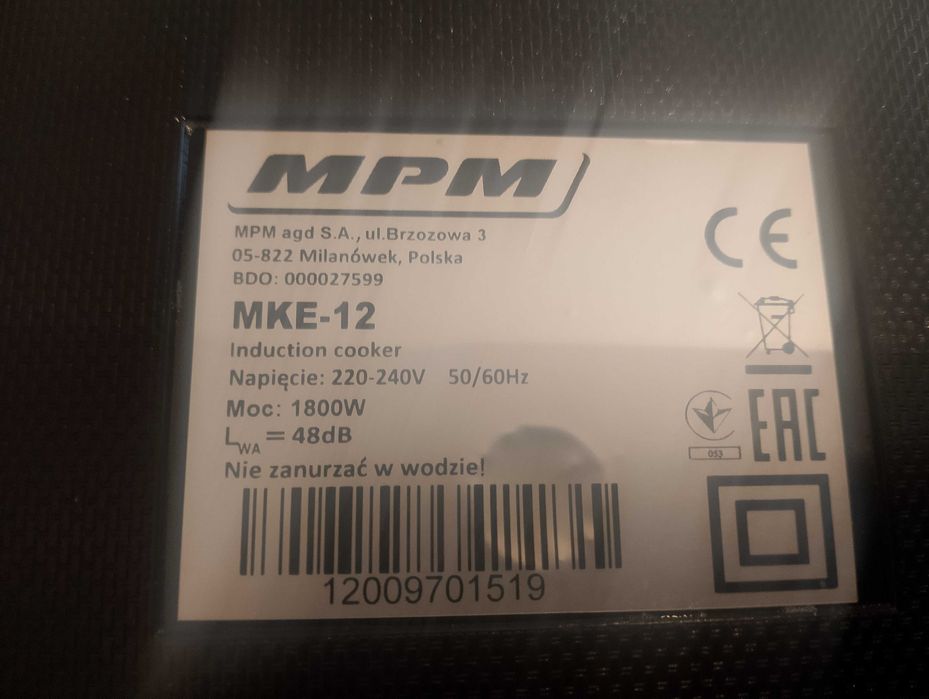 MPM
MPM agd S.A., ul.Brzozowa 3
05-822 Milanówek, Polska
BDO: 000027599
MKE-12
Induction cooker
Napięcie: 220-240V 50/60Hz
Moc: 1800W
LWA = 48dB
Nie zanurzać w wodzie!
12009701519
CE
053
EAC